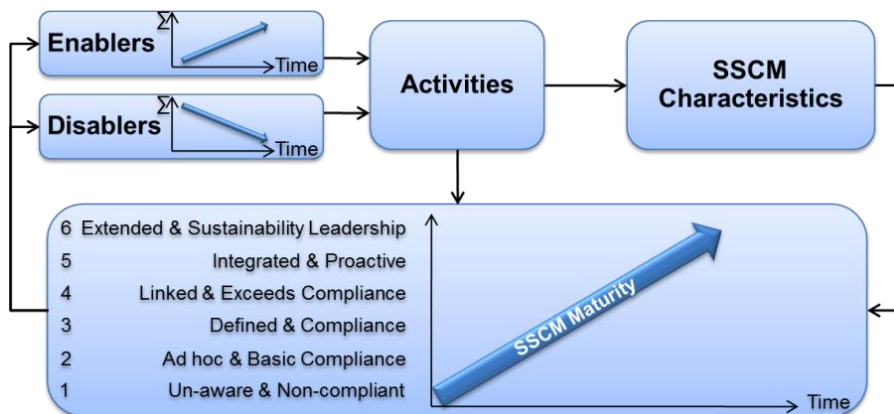 Enablers
Σ
Time
Disablers
Σ
Time
Activities
SSCM
Characteristics
6 Extended & Sustainability Leadership
5 Integrated & Proactive
4 Linked & Exceeds Compliance
3 Defined & Compliance
2 Ad hoc & Basic Compliance
1 Un-aware & Non-compliant
SSCM Maturity
Time